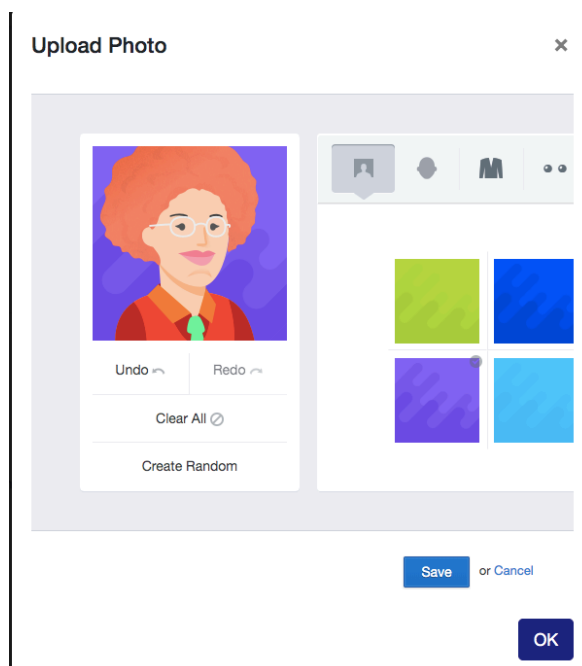 Upload Photo ×
Undo Redo
Clear All
Create Random
Save or Cancel
OK